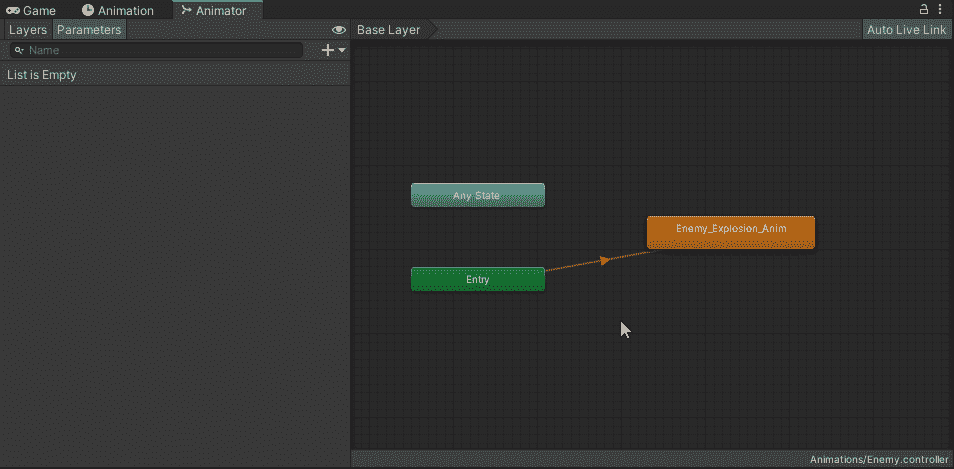 Game Animation Animator
Layers Parameters Base Layer Auto Live Link
Name
List is Empty
Any State
Enemy_Explosion_Anim
Entry
Animations/Enemy.controller